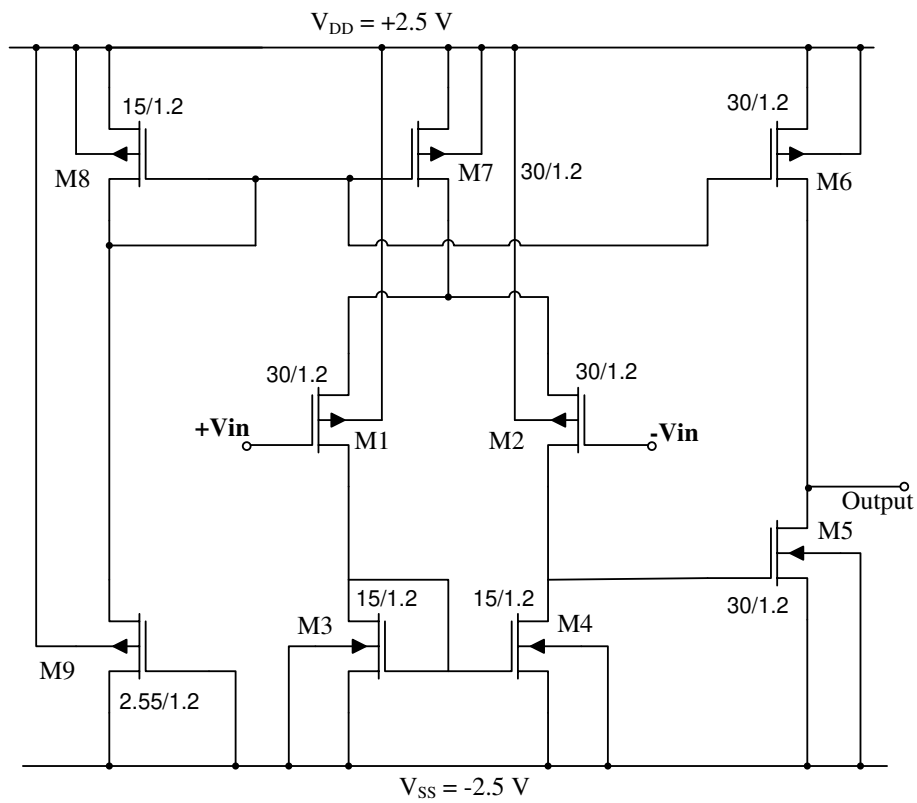 V_DD = +2.5 V
15/1.2
30/1.2
M8
M7
30/1.2
M6
30/1.2
30/1.2
+Vin
M1
M2
-Vin
Output
M5
15/1.2
15/1.2
30/1.2
M3
M4
M9
2.55/1.2
V_SS = -2.5 V